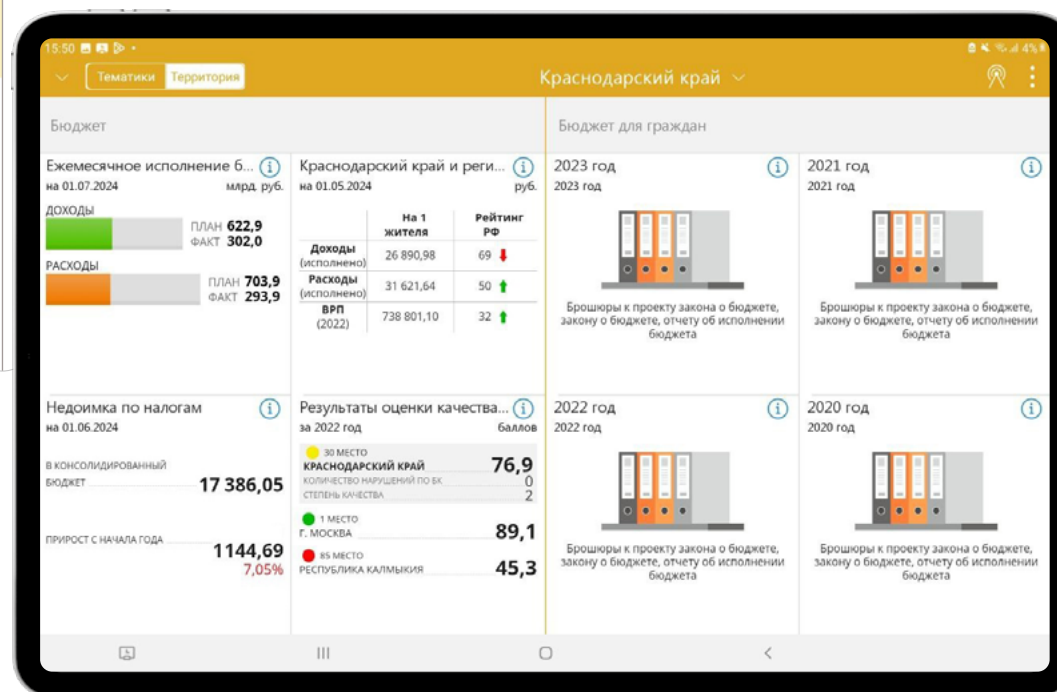 15:50
4%
Тематики Территория
Краснодарский край
Бюджет
Бюджет для граждан
Ежемесячное исполнение б...
на 01.07.2024 млрд. руб.
ДОХОДЫ
ПЛАН 622,9
ФАКТ 302,0
РАСХОДЫ
ПЛАН 703,9
ФАКТ 293,9
Краснодарский край и реги...
на 01.05.2024 руб.
На 1 Рейтинг
жителя РФ
Доходы
(исполнено) 26 890,98 69
Расходы
(исполнено) 31 621,64 50
ВРП
(2022) 738 801,10 32
2023 год
2023 год
Брошюры к проекту закона о бюджете,
закону о бюджете, отчету об исполнении
бюджета
2021 год
2021 год
Брошюры к проекту закона о бюджете,
закону о бюджете, отчету об исполнении
бюджета
Недоимка по налогам
на 01.06.2024
В КОНСОЛИДИРОВАННЫЙ
БЮДЖЕТ 17 386,05
ПРИРОСТ С НАЧАЛА ГОДА 1144,69
7,05%
Результаты оценки качества...
за 2022 год баллов
30 МЕСТО
КРАСНОДАРСКИЙ КРАЙ 76,9
КОЛИЧЕСТВО НАРУШЕНИЙ ПО БК 0
СТЕПЕНЬ КАЧЕСТВА 2
1 МЕСТО
Г. МОСКВА 89,1
85 МЕСТО
РЕСПУБЛИКА КАЛМЫКИЯ 45,3
2022 год
2022 год
Брошюры к проекту закона о бюджете,
закону о бюджете, отчету об исполнении
бюджета
2020 год
2020 год
Брошюры к проекту закона о бюджете,
закону о бюджете, отчету об исполнении
бюджета